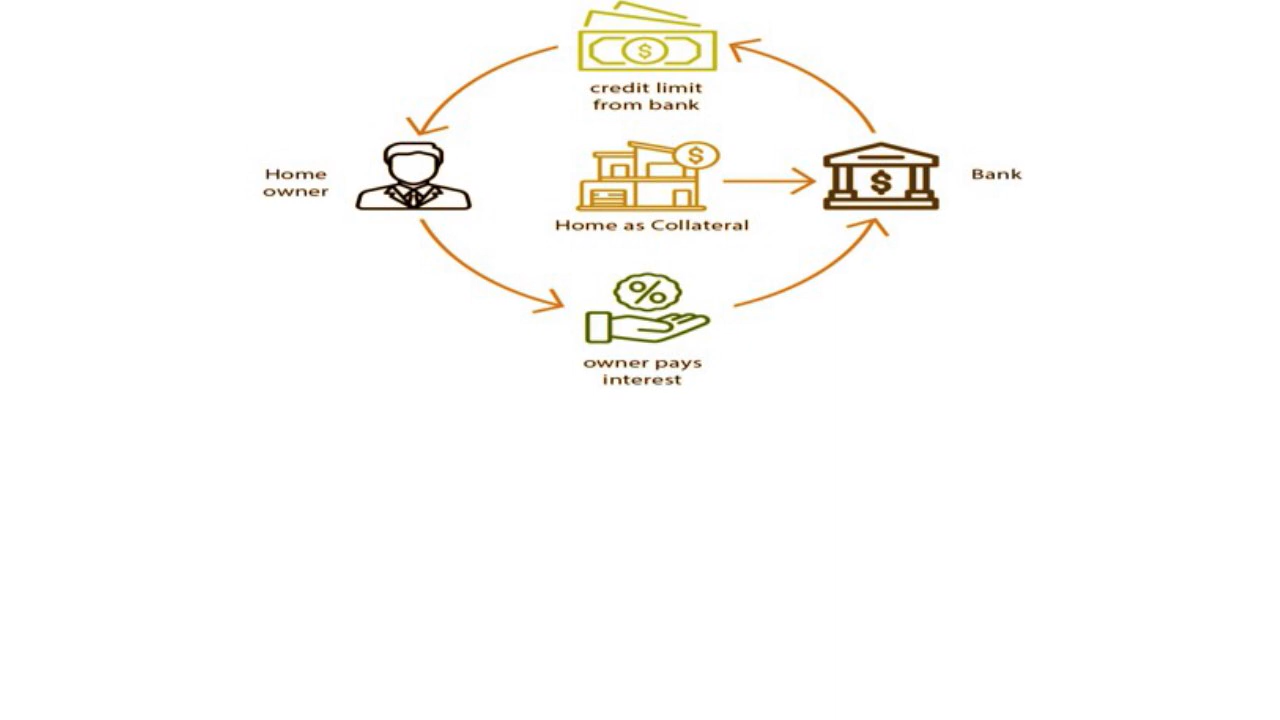 credit limit
from bank
Home
owner
Bank
Home as Collateral
owner pays
interest